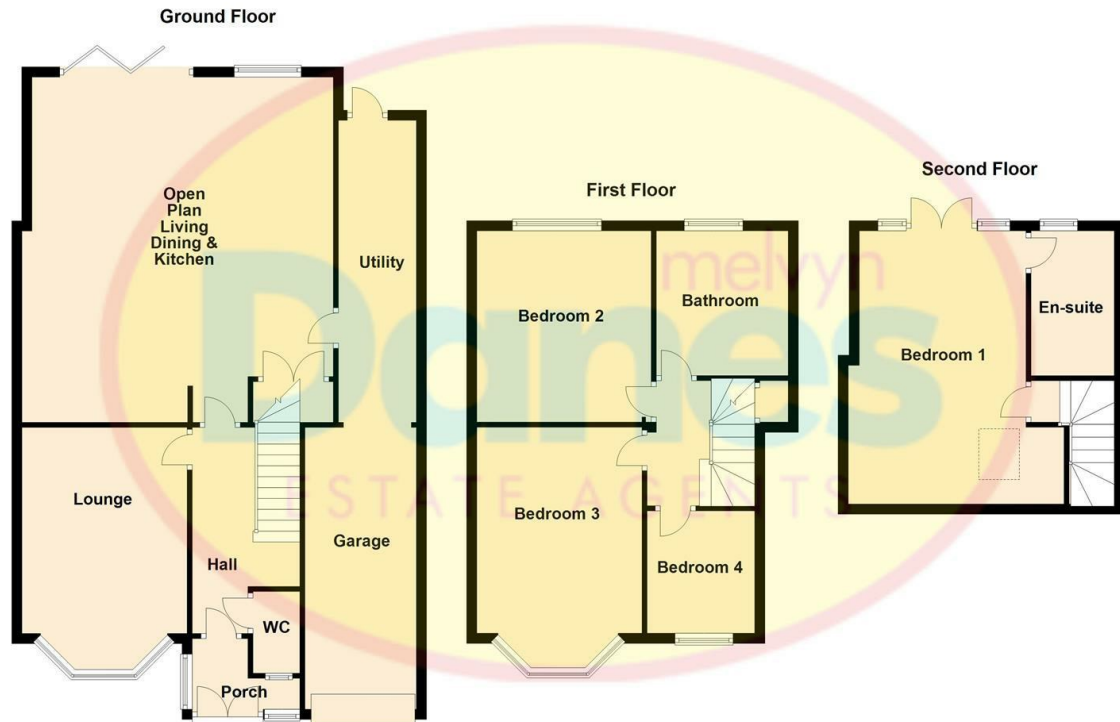 Ground Floor
Open
Plan
Living
Dining &
Kitchen
Utility
Lounge
Hall
Garage
WC
Porch
First Floor
Bedroom 2
Bathroom
Bedroom 3
Bedroom 4
Second Floor
Bedroom 1
En-suite
melvyn
Danes
ESTATE AGENTS